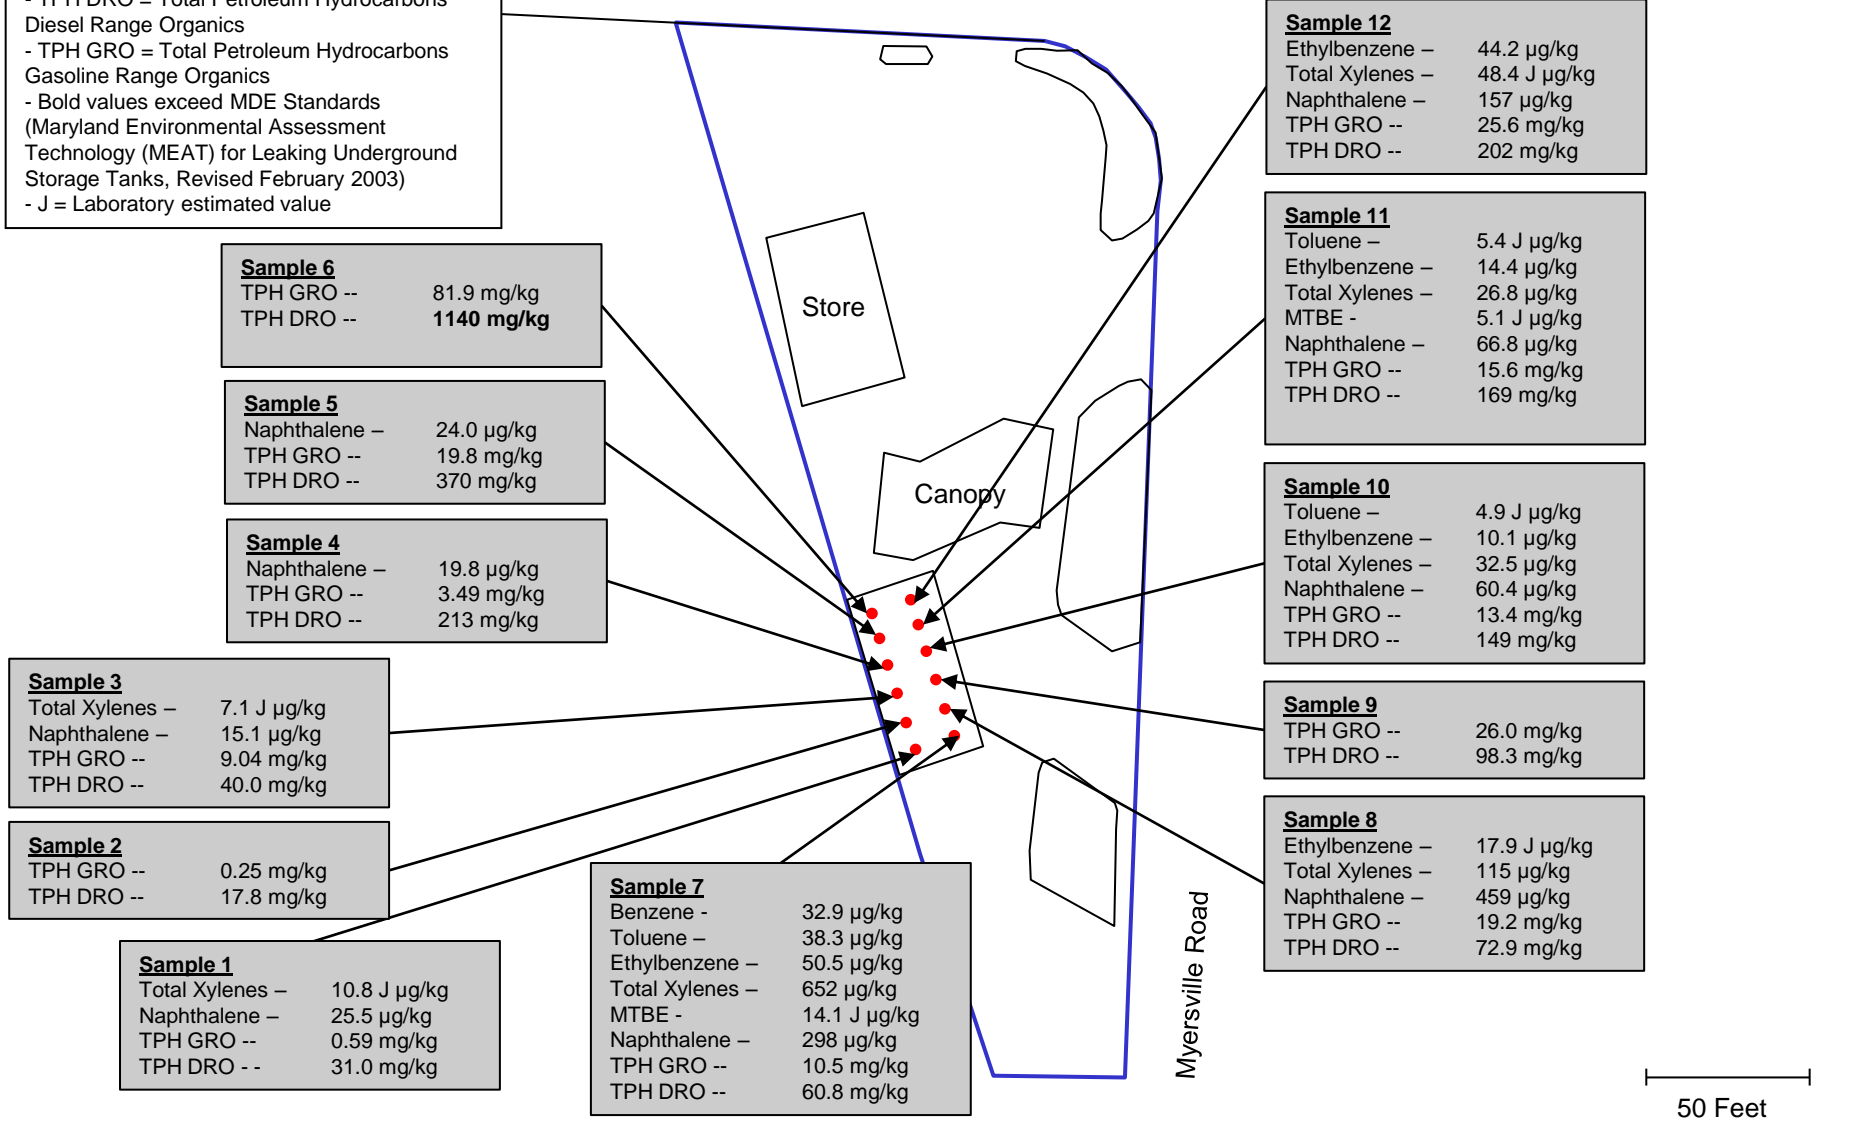 - TPH DRO = Total Petroleum Hydrocarbons
Diesel Range Organics
- TPH GRO = Total Petroleum Hydrocarbons
Gasoline Range Organics
- Bold values exceed MDE Standards
(Maryland Environmental Assessment
Technology (MEAT) for Leaking Underground
Storage Tanks, Revised February 2003)
- J = Laboratory estimated value
Sample 6
TPH GRO -- 81.9 mg/kg
TPH DRO -- 1140 mg/kg
Sample 5
Naphthalene – 24.0 µg/kg
TPH GRO -- 19.8 mg/kg
TPH DRO -- 370 mg/kg
Sample 4
Naphthalene – 19.8 µg/kg
TPH GRO -- 3.49 mg/kg
TPH DRO -- 213 mg/kg
Sample 3
Total Xylenes – 7.1 J µg/kg
Naphthalene – 15.1 µg/kg
TPH GRO -- 9.04 mg/kg
TPH DRO -- 40.0 mg/kg
Sample 2
TPH GRO -- 0.25 mg/kg
TPH DRO -- 17.8 mg/kg
Sample 1
Total Xylenes – 10.8 J µg/kg
Naphthalene – 25.5 µg/kg
TPH GRO -- 0.59 mg/kg
TPH DRO - - 31.0 mg/kg
Store
Canopy
Sample 7
Benzene - 32.9 µg/kg
Toluene – 38.3 µg/kg
Ethylbenzene – 50.5 µg/kg
Total Xylenes – 652 µg/kg
MTBE - 14.1 J µg/kg
Naphthalene – 298 µg/kg
TPH GRO -- 10.5 mg/kg
TPH DRO -- 60.8 mg/kg
Sample 12
Ethylbenzene – 44.2 µg/kg
Total Xylenes – 48.4 J µg/kg
Naphthalene – 157 µg/kg
TPH GRO -- 25.6 mg/kg
TPH DRO -- 202 mg/kg
Sample 11
Toluene – 5.4 J µg/kg
Ethylbenzene – 14.4 µg/kg
Total Xylenes – 26.8 µg/kg
MTBE - 5.1 J µg/kg
Naphthalene – 66.8 µg/kg
TPH GRO -- 15.6 mg/kg
TPH DRO -- 169 mg/kg
Sample 10
Toluene – 4.9 J µg/kg
Ethylbenzene – 10.1 µg/kg
Total Xylenes – 32.5 µg/kg
Naphthalene – 60.4 µg/kg
TPH GRO -- 13.4 mg/kg
TPH DRO -- 149 mg/kg
Sample 9
TPH GRO -- 26.0 mg/kg
TPH DRO -- 98.3 mg/kg
Sample 8
Ethylbenzene – 17.9 J µg/kg
Total Xylenes – 115 µg/kg
Naphthalene – 459 µg/kg
TPH GRO -- 19.2 mg/kg
TPH DRO -- 72.9 mg/kg
Myersville Road
50 Feet